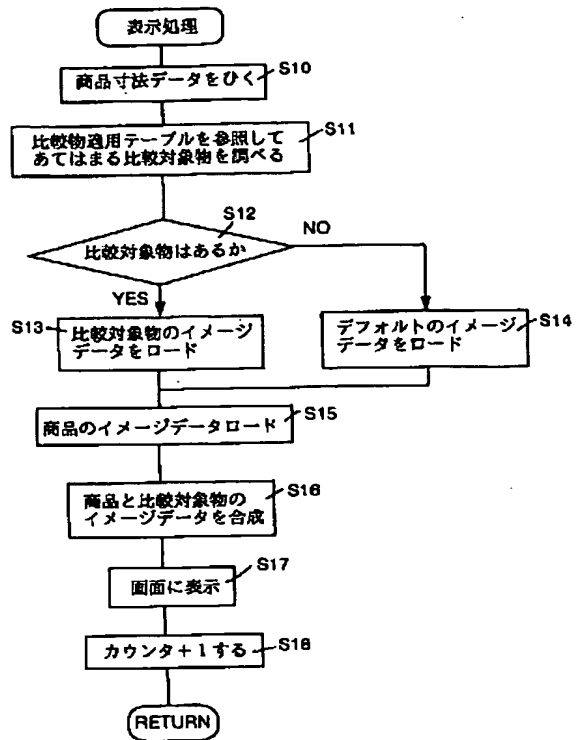 表示処理
商品寸法データをひく
S10
比較物適用テーブルを参照して
あてはまる比較対象物を調べる
S11
比較対象物はあるか
S12
NO
YES
S13
比較対象物のイメージ
データをロード
デフォルトのイメージ
データをロード
S14
商品のイメージデータロード
S15
商品と比較対象物の
イメージデータを合成
S16
画面に表示
S17
カウンタ+1する
S18
RETURN